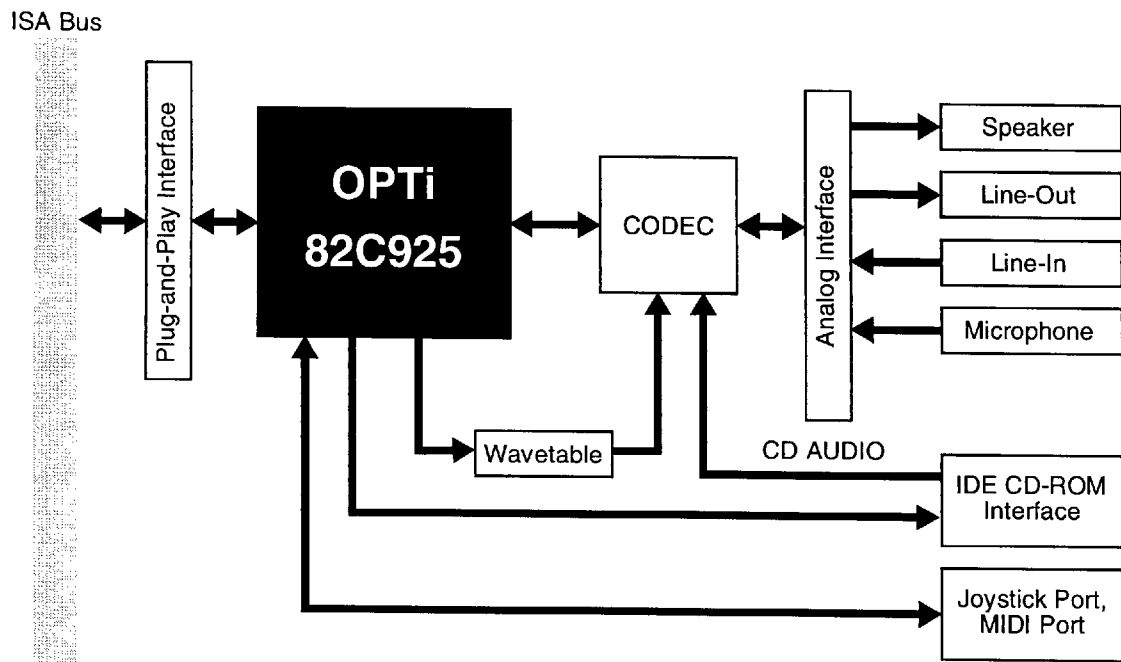 ISA Bus
Plug-and-Play Interface
OPTi
82C925
CODEC
Analog Interface
Speaker
Line-Out
Line-In
Microphone
Wavetable
CD AUDIO
IDE CD-ROM
Interface
Joystick Port,
MIDI Port